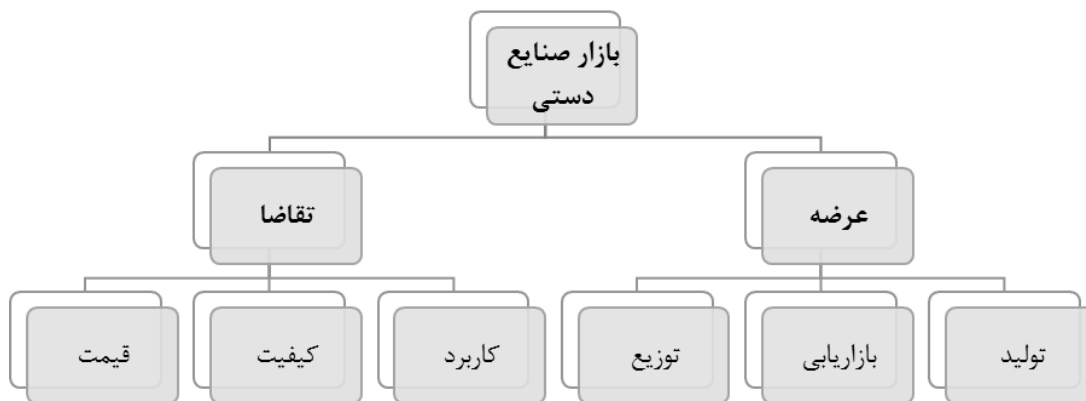 بازار صنایع
دستی
عرضه
تقاضا
تولید
بازاریابی
توزیع
کاربرد
کیفیت
قیمت